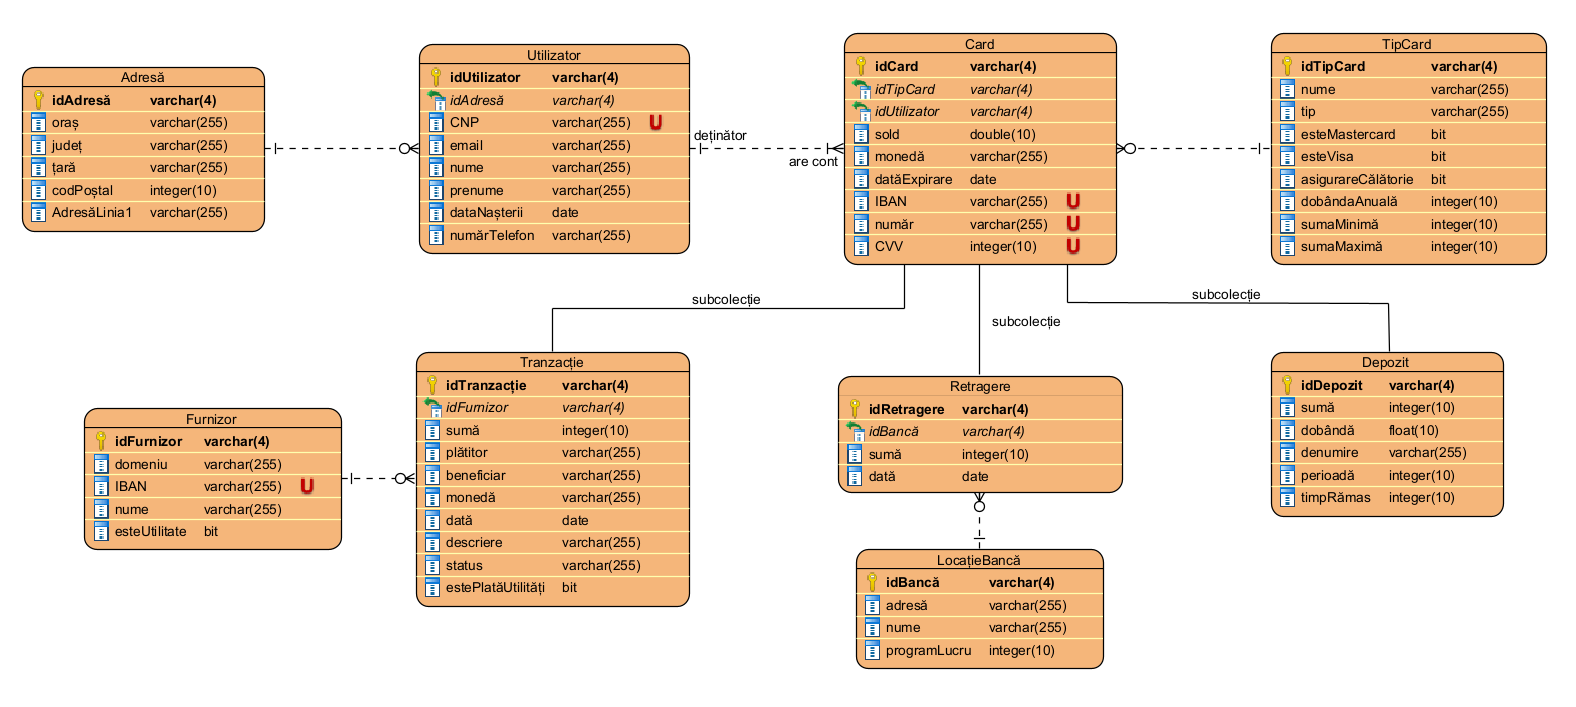 Adresă
idAdresă varchar(4)
oraș varchar(255)
județ varchar(255)
țară varchar(255)
codPoștal integer(10)
AdresăLinia1 varchar(255)
Utilizator
idUtilizator varchar(4)
idAdresă varchar(4)
CNP varchar(255) U
email varchar(255)
nume varchar(255)
prenume varchar(255)
dataNașterii date
numărTelefon varchar(255)
deținător
are cont
Card
idCard varchar(4)
idTipCard varchar(4)
idUtilizator varchar(4)
sold double(10)
monedă varchar(255)
datăExpirare date
IBAN varchar(255) U
număr varchar(255) U
CVV integer(10) U
TipCard
idTipCard varchar(4)
nume varchar(255)
tip varchar(255)
esteMastercard bit
esteVisa bit
asigurareCălătorie bit
dobândaAnuală integer(10)
sumaMinimă integer(10)
sumaMaximă integer(10)
subcolecție
subcolecție
subcolecție
Furnizor
idFurnizor varchar(4)
domeniu varchar(255)
IBAN varchar(255) U
nume varchar(255)
esteUtilitate bit
Tranzacție
idTranzacție varchar(4)
idFurnizor varchar(4)
sumă integer(10)
plătitor varchar(255)
beneficiar varchar(255)
monedă varchar(255)
dată date
descriere varchar(255)
status varchar(255)
estePlatăUtilități bit
Retragere
idRetragere varchar(4)
idBancă varchar(4)
sumă integer(10)
dată date
Depozit
idDepozit varchar(4)
sumă integer(10)
dobândă float(10)
denumire varchar(255)
perioadă integer(10)
timpRămas integer(10)
LocațieBancă
idBancă varchar(4)
adresă varchar(255)
nume varchar(255)
programLucru integer(10)